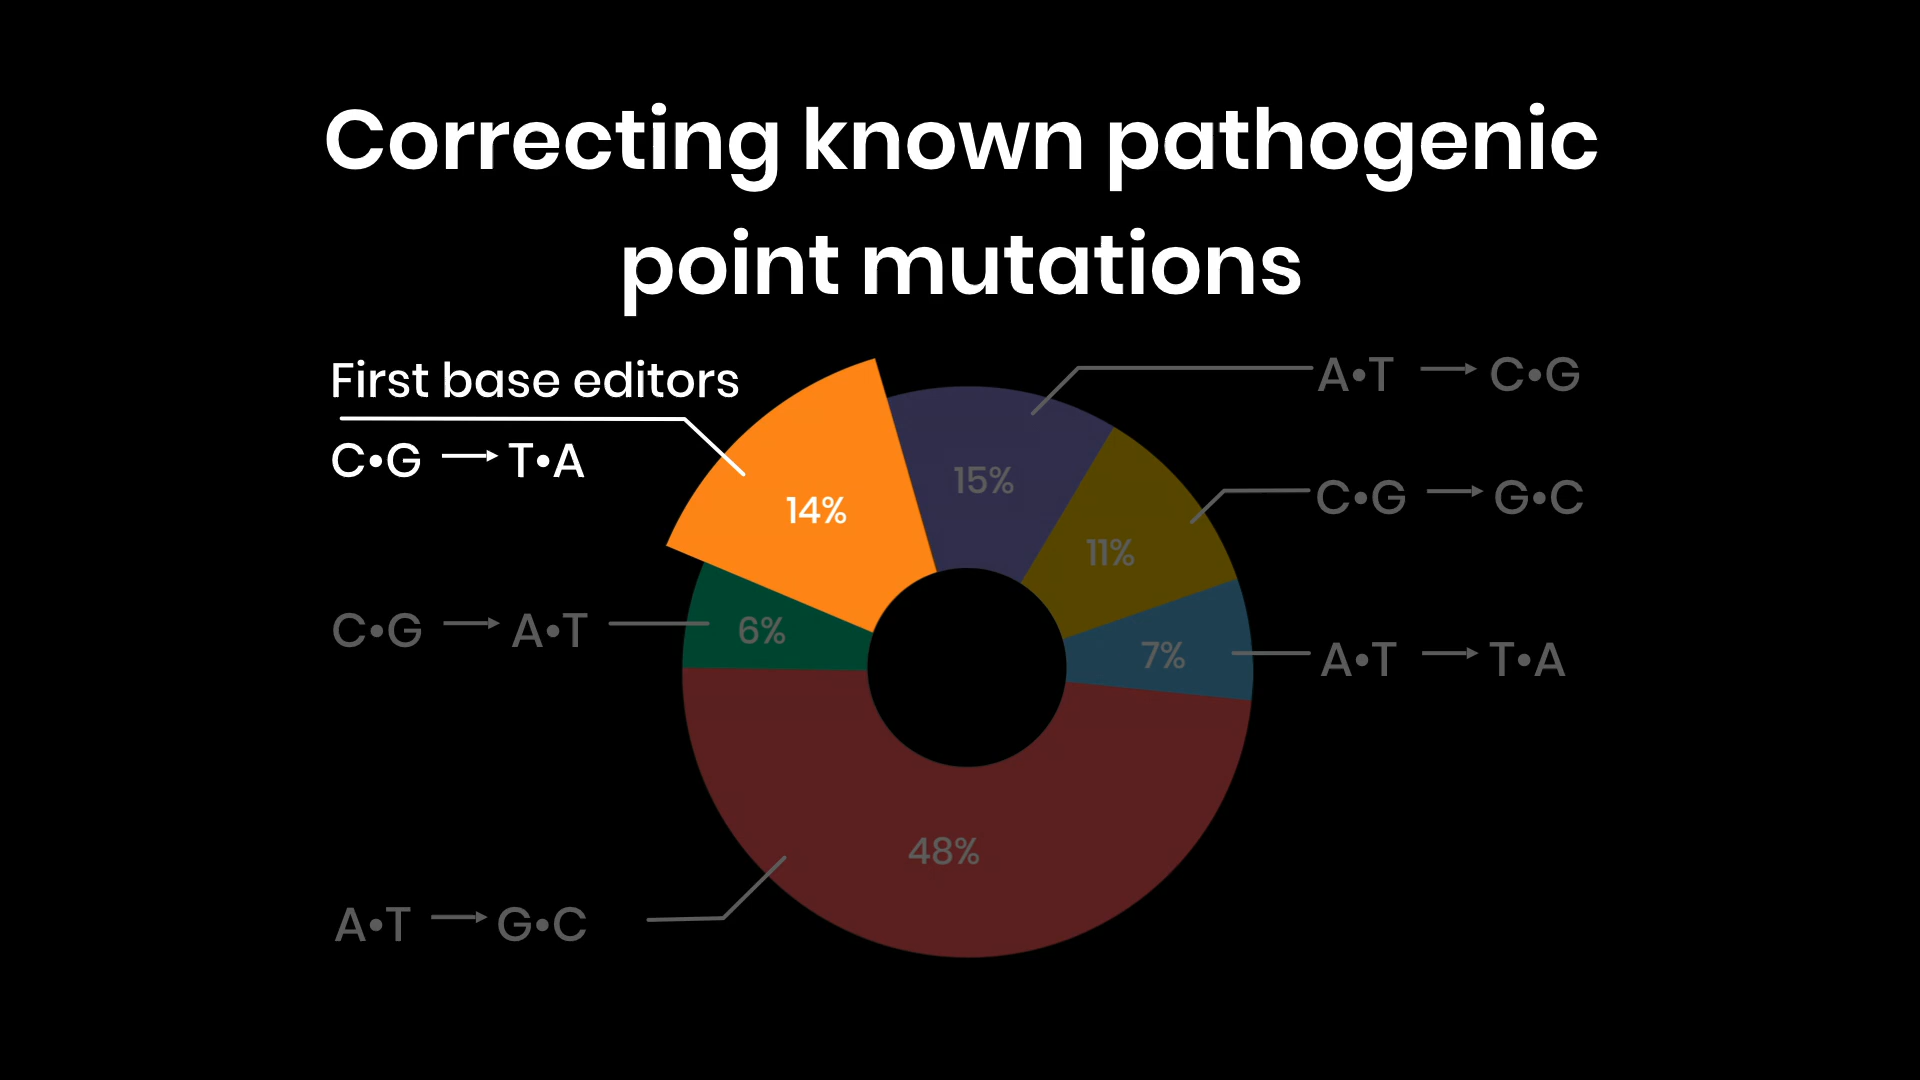 Correcting known pathogenic
point mutations
First base editors
C•G → T•A
14%
15%
A•T → C•G
11%
C•G → G•C
7%
A•T → T•A
C•G → A•T
6%
48%
A•T → G•C